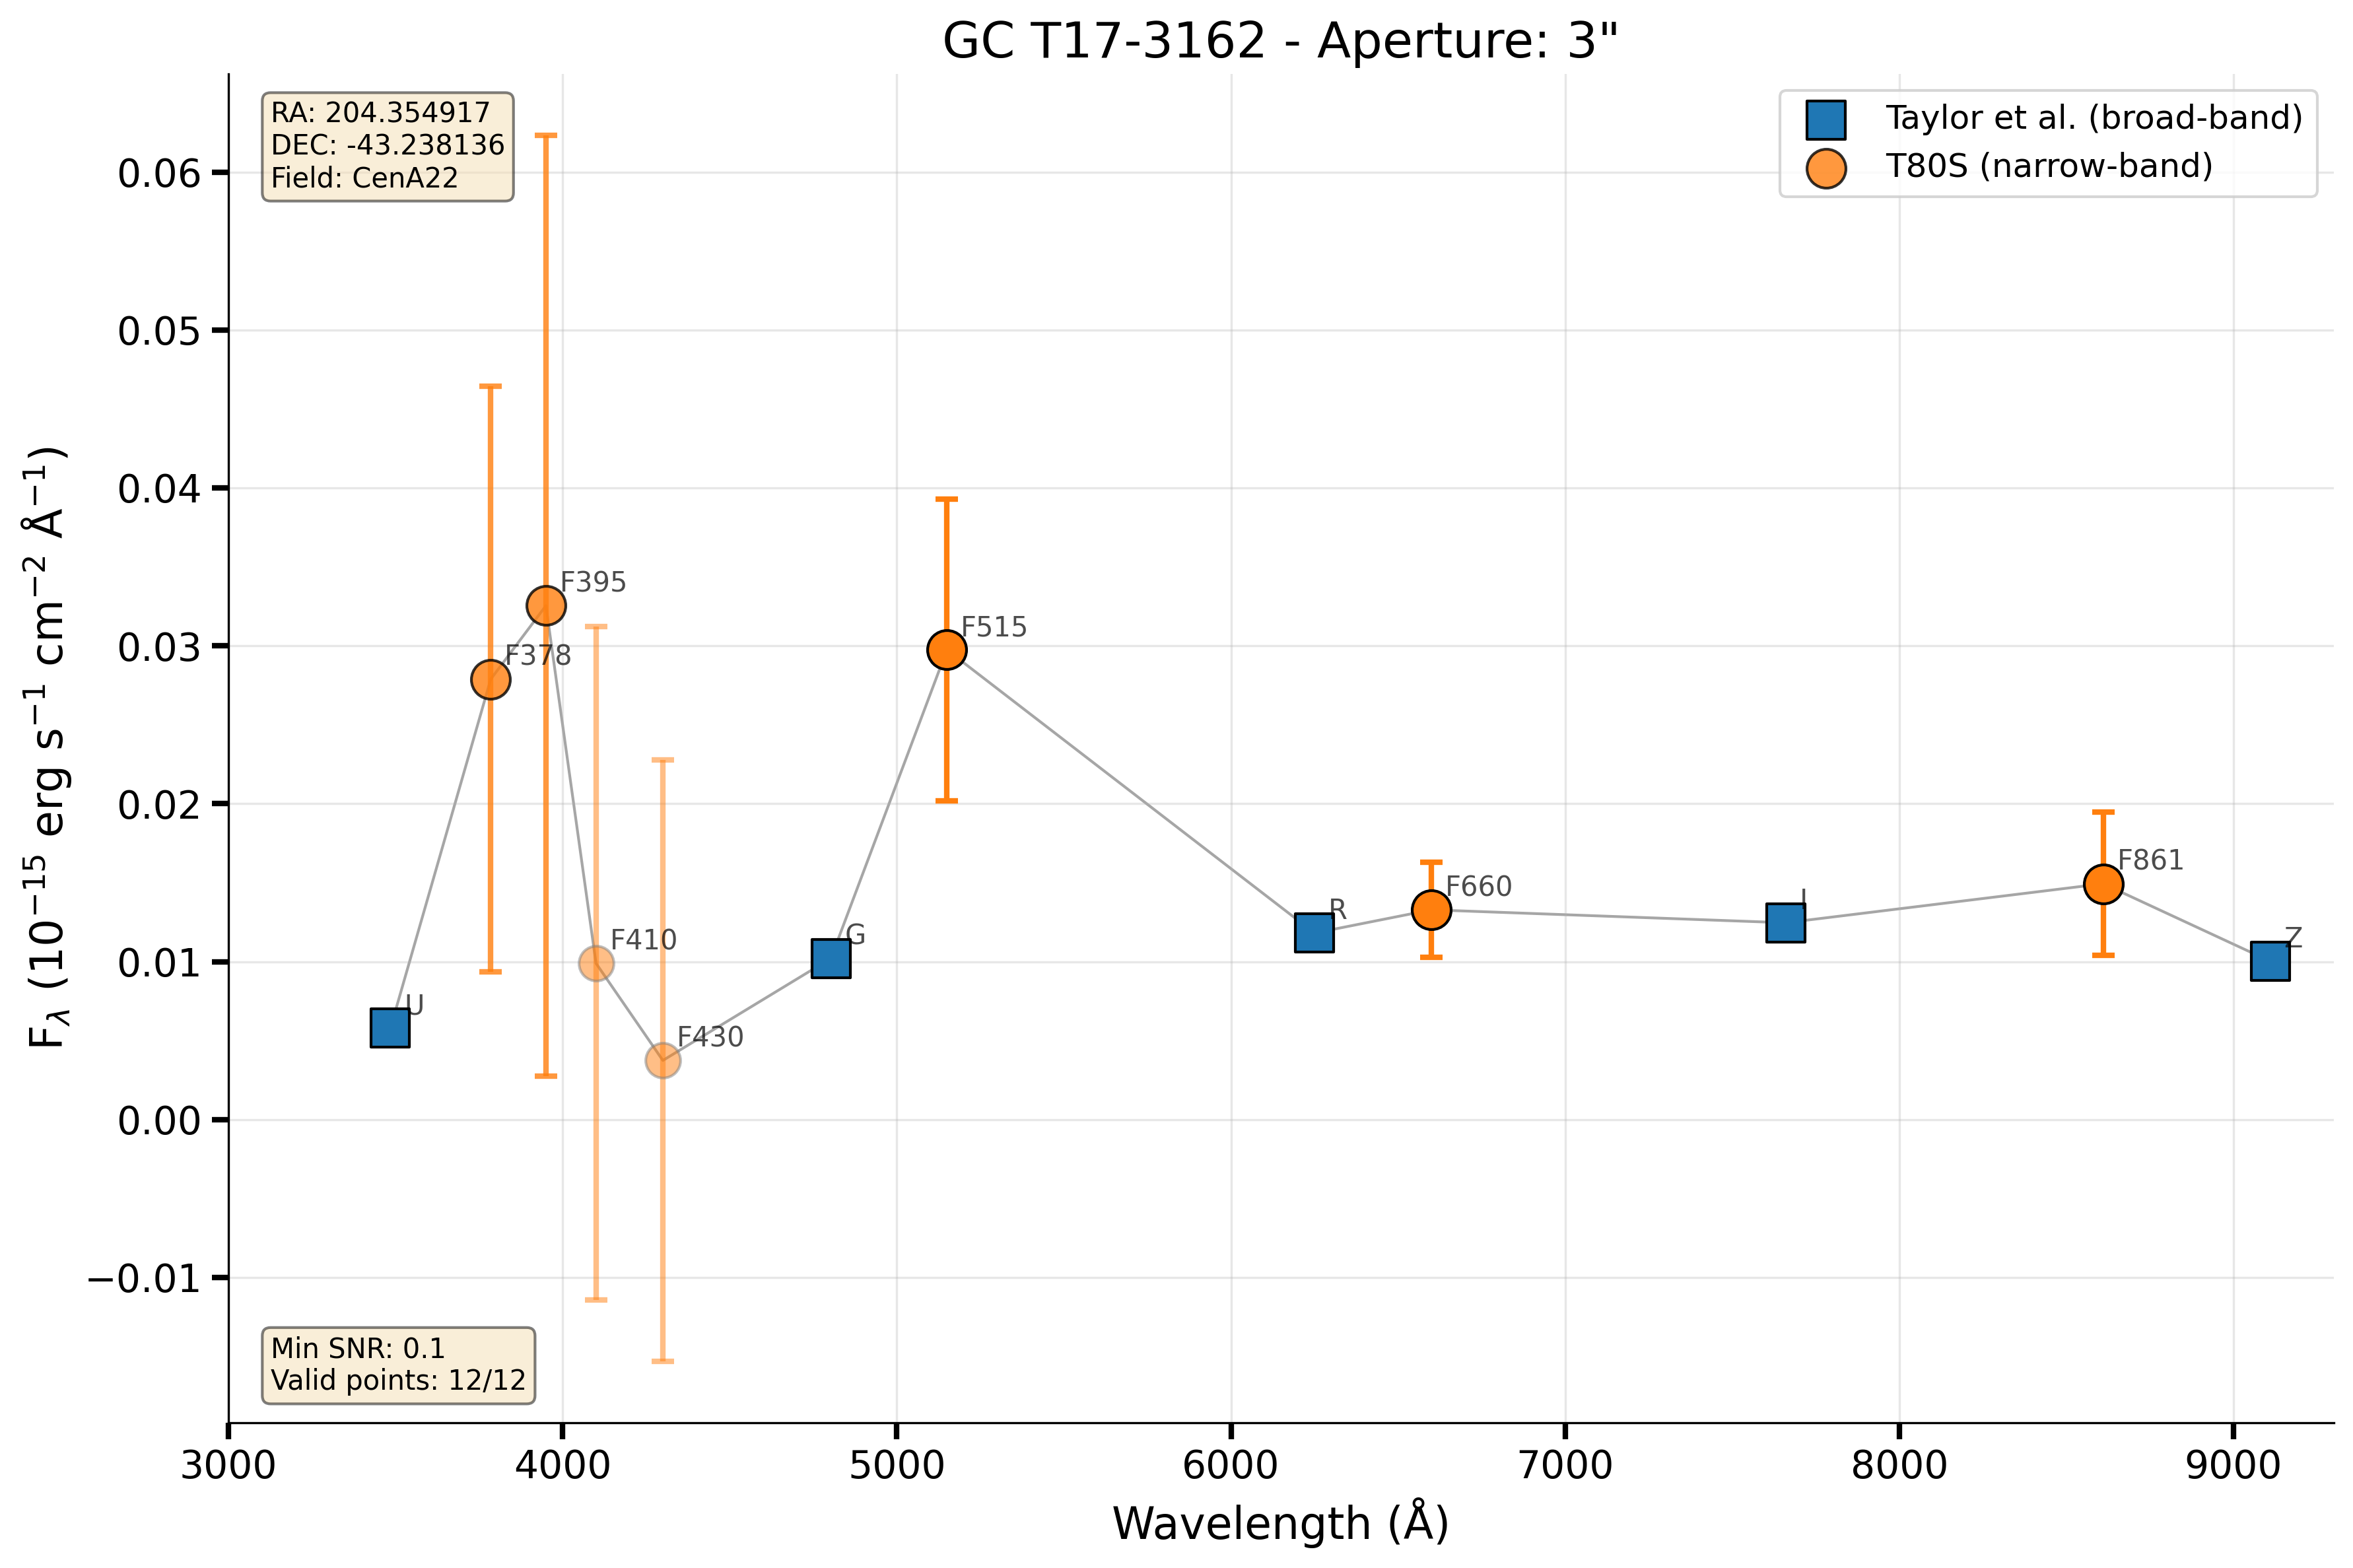 GC T17-3162 - Aperture: 3"
RA: 204.354917
DEC: -43.238136
Field: CenA22
Taylor et al. (broad-band)
T80S (narrow-band)
F_λ (10⁻¹⁵ erg s⁻¹ cm⁻² Å⁻¹)
0.06
0.05
0.04
0.03
0.02
0.01
0.00
−0.01
U
F378
F395
F410
F430
G
F515
R
F660
I
F861
Z
Min SNR: 0.1
Valid points: 12/12
3000 4000 5000 6000 7000 8000 9000
Wavelength (Å)